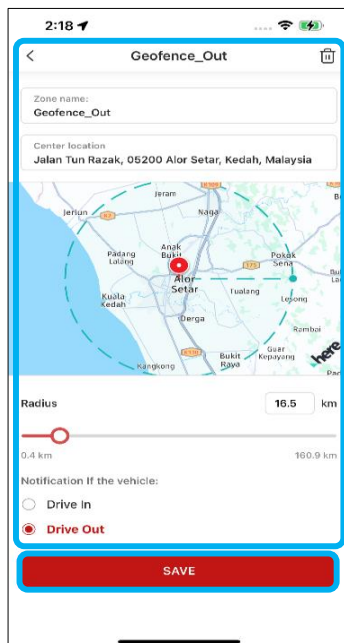 2:18
Geofence_Out
Zone name:
Geofence_Out
Center location
Jalan Tun Razak, 05200 Alor Setar, Kedah, Malaysia
Jeram
Jerlun
Naga
Padang
Lalang
Anak
Bukit
Pokok
Sena
Alor
Setar
Kuala
Kedah
Tualang
Lepong
Derga
Rambai
Kangkong
Bukit
Raya
Guar
Kepayang
here
Radius
16.5 km
0.4 km
160.9 km
Notification If the vehicle:
Drive In
Drive Out
SAVE